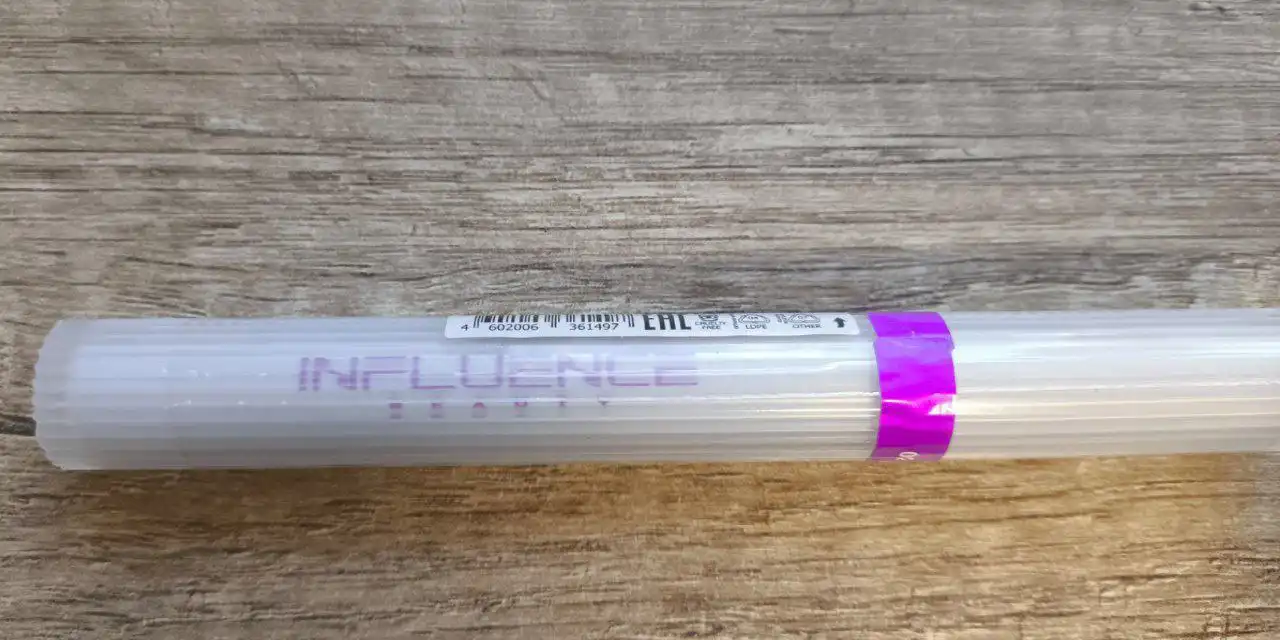 4 602006 361497 EAC CRUELTY FREE LDPE OTHER
INFLUENCE
BEAUTY